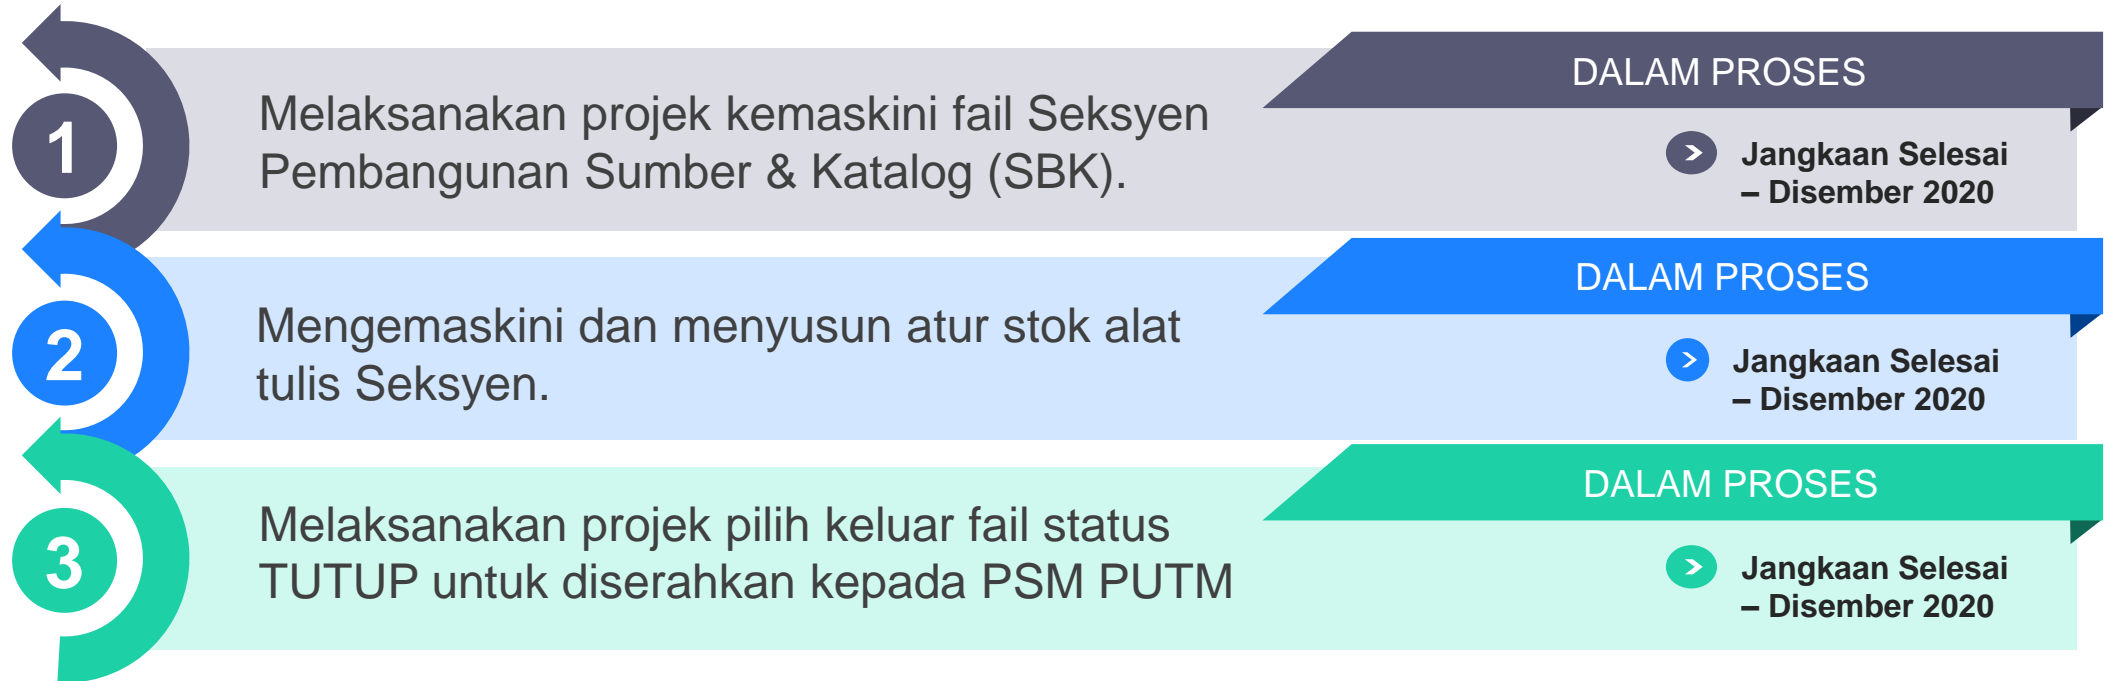 1
Melaksanakan projek kemaskini fail Seksyen
Pembangunan Sumber & Katalog (SBK).
DALAM PROSES
Jangkaan Selesai
– Disember 2020
2
Mengemaskini dan menyusun atur stok alat
tulis Seksyen.
DALAM PROSES
Jangkaan Selesai
– Disember 2020
3
Melaksanakan projek pilih keluar fail status
TUTUP untuk diserahkan kepada PSM PUTM
DALAM PROSES
Jangkaan Selesai
– Disember 2020